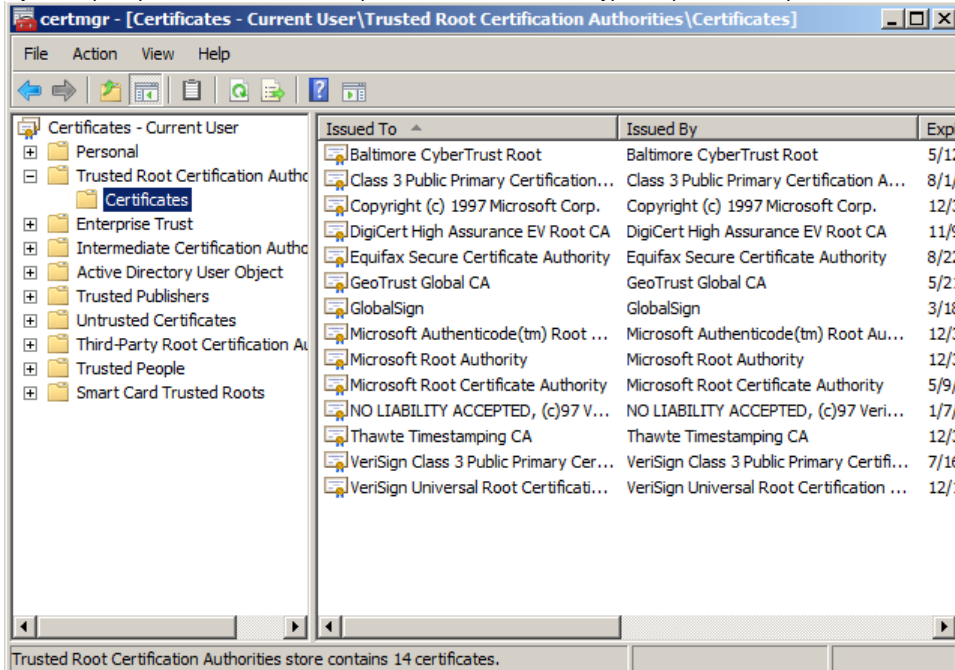 certmgr - [Certificates - Current User\Trusted Root Certification Authorities\Certificates]
File Action View Help
Certificates - Current User
Personal
Trusted Root Certification Autho
Certificates
Enterprise Trust
Intermediate Certification Autho
Active Directory User Object
Trusted Publishers
Untrusted Certificates
Third-Party Root Certification Au
Trusted People
Smart Card Trusted Roots
Issued To Issued By Exp
Baltimore CyberTrust Root Baltimore CyberTrust Root 5/12
Class 3 Public Primary Certification... Class 3 Public Primary Certification A... 8/1/
Copyright (c) 1997 Microsoft Corp. Copyright (c) 1997 Microsoft Corp. 12/3
DigiCert High Assurance EV Root CA DigiCert High Assurance EV Root CA 11/9
Equifax Secure Certificate Authority Equifax Secure Certificate Authority 8/22
GeoTrust Global CA GeoTrust Global CA 5/21
GlobalSign GlobalSign 3/18
Microsoft Authenticode(tm) Root ... Microsoft Authenticode(tm) Root Au... 12/3
Microsoft Root Authority Microsoft Root Authority 12/3
Microsoft Root Certificate Authority Microsoft Root Certificate Authority 5/9/
NO LIABILITY ACCEPTED, (c)97 V... NO LIABILITY ACCEPTED, (c)97 Veri... 1/7/
Thawte Timestamping CA Thawte Timestamping CA 12/3
VeriSign Class 3 Public Primary Cer... VeriSign Class 3 Public Primary Certifi... 7/16
VeriSign Universal Root Certificati... VeriSign Universal Root Certification ... 12/
Trusted Root Certification Authorities store contains 14 certificates.